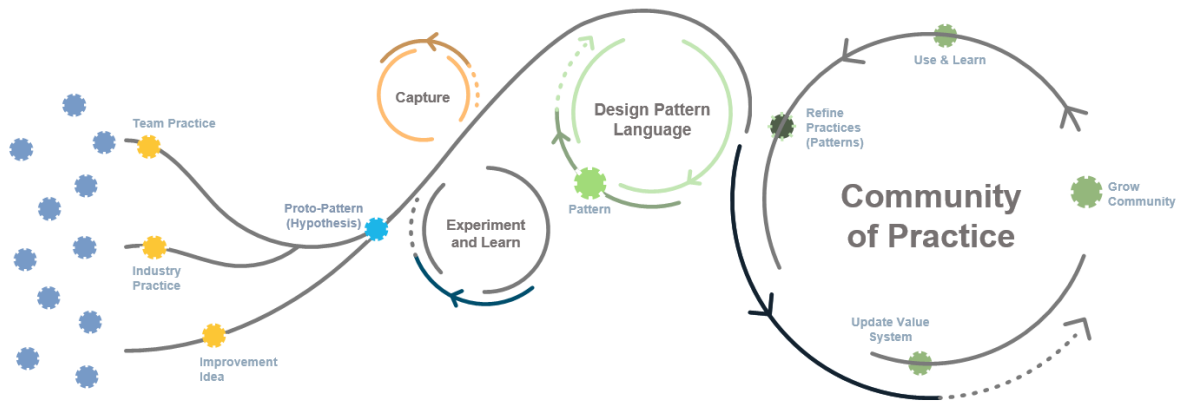 Team Practice
Industry
Practice
Improvement
Idea
Proto-Pattern
(Hypothesis)
Capture
Experiment
and Learn
Design Pattern
Language
Pattern
Use & Learn
Refine
Practices
(Patterns)
Community
of Practice
Grow
Community
Update Value
System